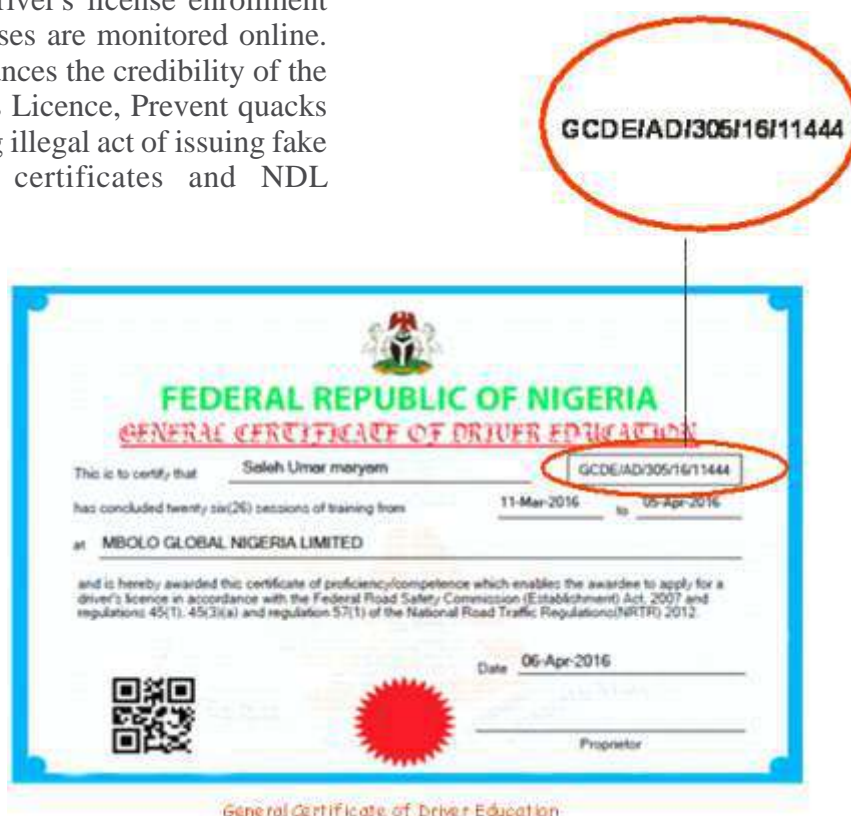 river's license enrollment
ses are monitored online.
nces the credibility of the
Licence, Prevent quacks
g illegal act of issuing fake
certificates and NDL
GCDE/AD/305/16/11444
FEDERAL REPUBLIC OF NIGERIA
GENERAL CERTIFICATE OF DRIVER EDUCATION
This is to certify that Saleh Umar maryam GCDE/AD/305/16/11444
has concluded twenty six(26) sessions of training from 11-Mar-2016 to 05-Apr-2016
at MBOLO GLOBAL NIGERIA LIMITED
and is hereby awarded this certificate of proficiency/competence which enables the awardee to apply for a
driver's licence in accordance with the Federal Road Safety Commission (Establishment) Act, 2007 and
regulations 45(1), 45(3)(a) and regulation 57(1) of the National Road Traffic Regulations(NRTR) 2012.
Date 06-Apr-2016
Proprietor
General Certificate of Driver Education